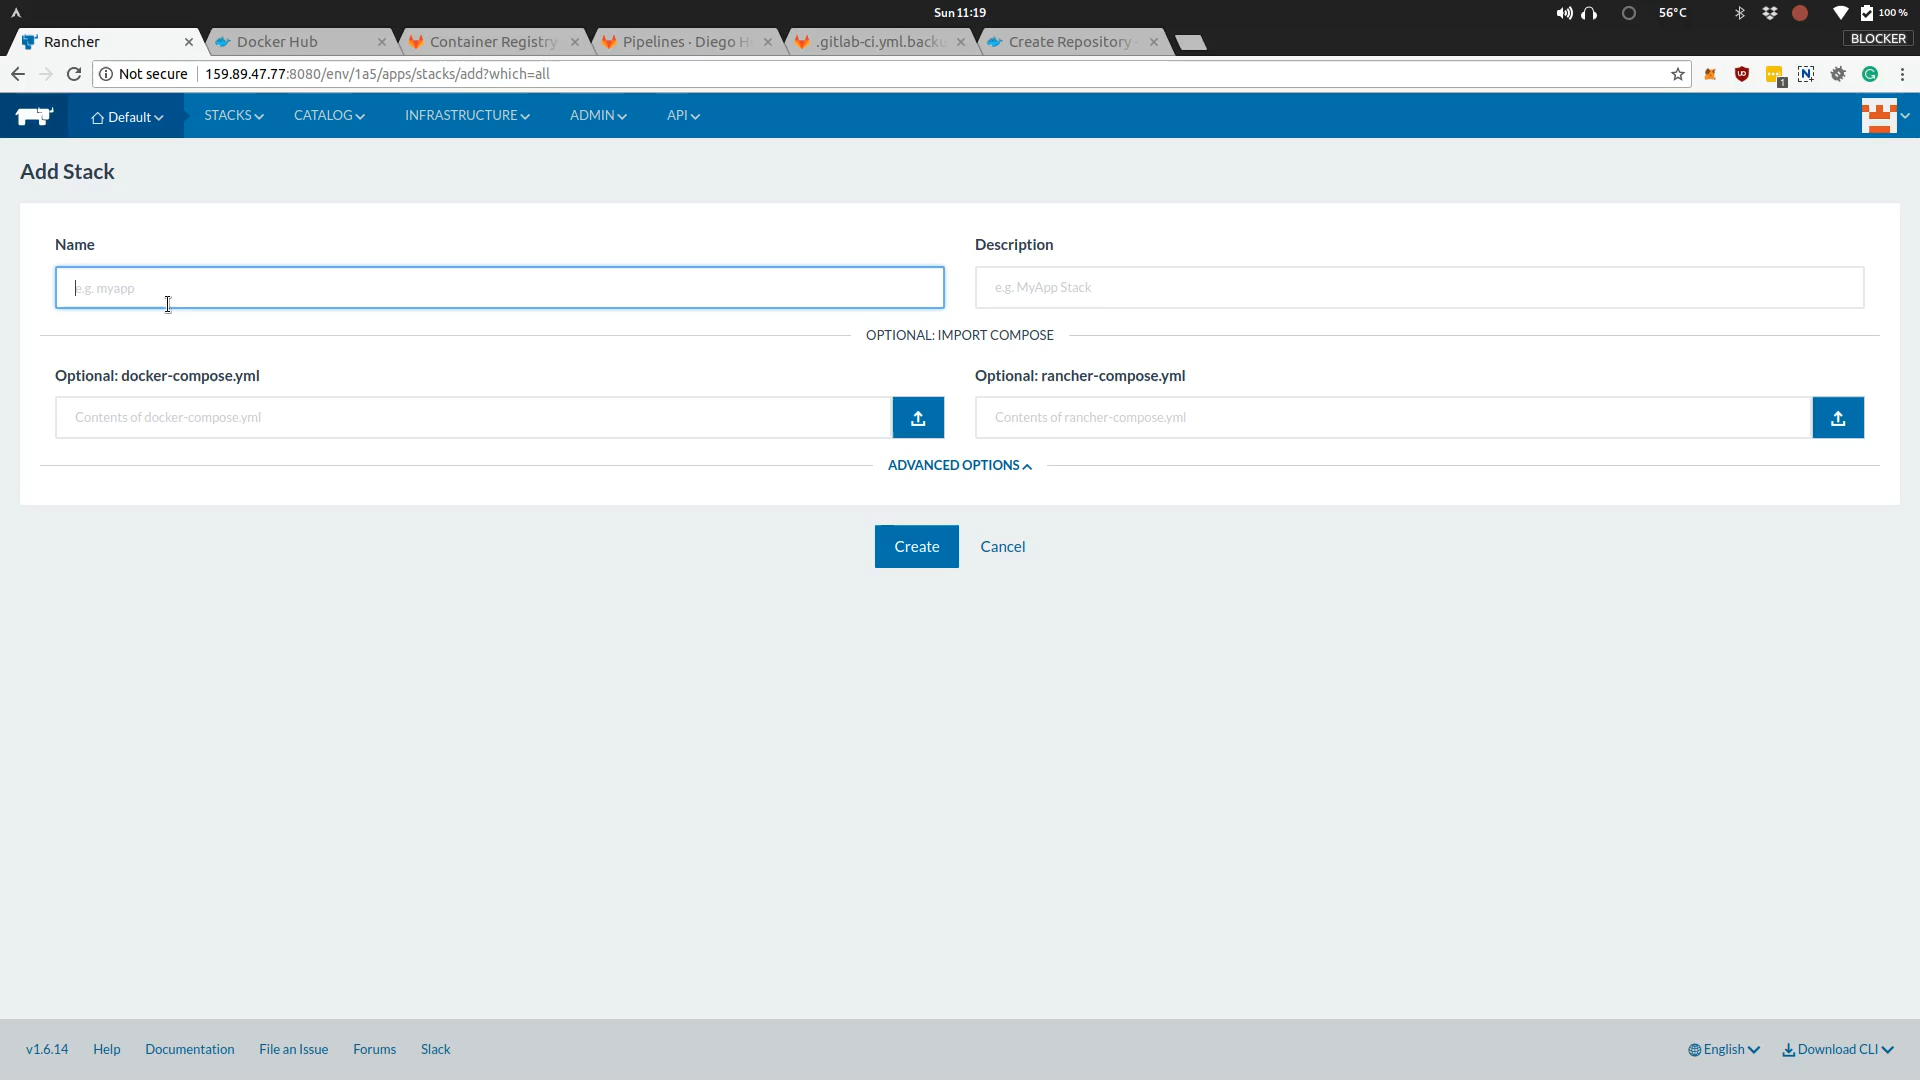 Sun 11:19
56°C
100 %
Rancher
Docker Hub
Container Registry
Pipelines · Diego H
.gitlab-ci.yml.backu
Create Repository
BLOCKER
Not secure
159.89.47.77:8080/env/1a5/apps/stacks/add?which=all
1
Default
STACKS
CATALOG
INFRASTRUCTURE
ADMIN
API
Add Stack
Name
Description
e.g. myapp
e.g. MyApp Stack
OPTIONAL: IMPORT COMPOSE
Optional: docker-compose.yml
Optional: rancher-compose.yml
Contents of docker-compose.yml
Contents of rancher-compose.yml
ADVANCED OPTIONS
Create
Cancel
v1.6.14
Help
Documentation
File an Issue
Forums
Slack
English
Download CLI